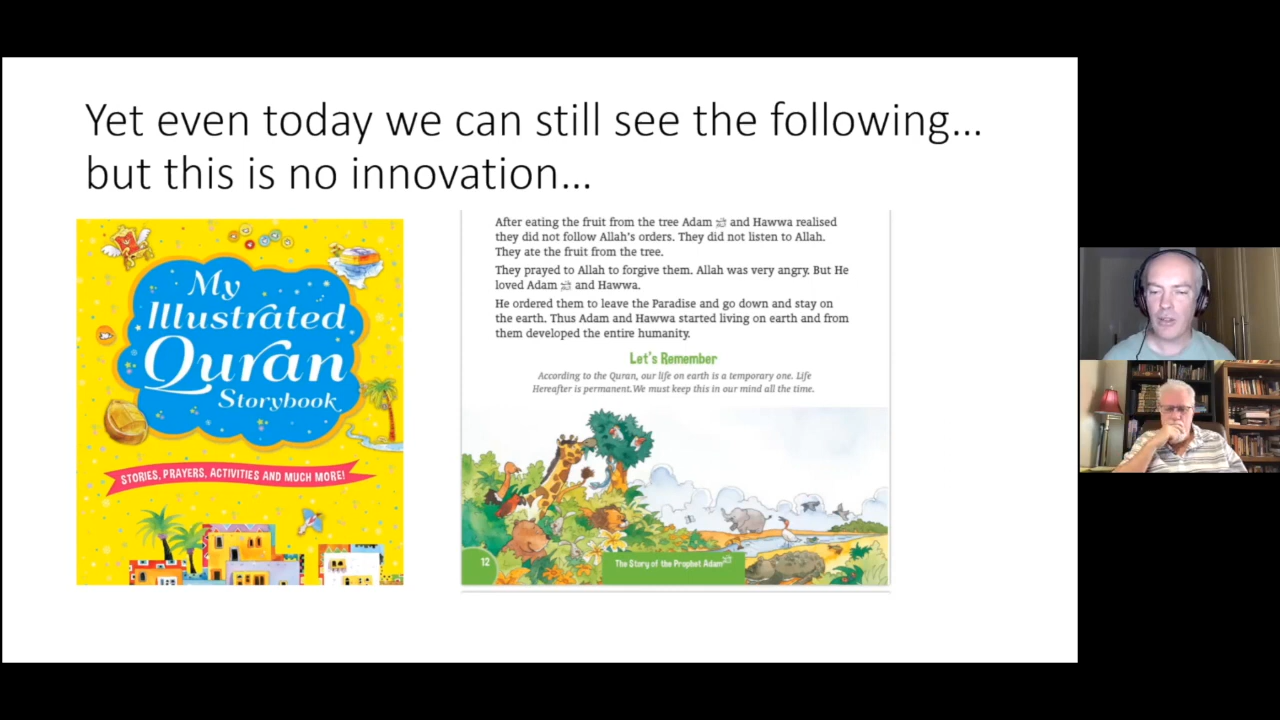 Yet even today we can still see the following…
but this is no innovation…
My
Illustrated
Quran
Storybook
STORIES, PRAYERS, ACTIVITIES AND MUCH MORE!
After eating the fruit from the tree Adam and Hawwa realised
they did not follow Allah's orders. They did not listen to Allah.
They ate the fruit from the tree.
They prayed to Allah to forgive them. Allah was very angry. But He
loved Adam and Hawwa.
He ordered them to leave the Paradise and go down and stay on
the earth. Thus Adam and Hawwa started living on earth and from
them developed the entire humanity.
Let's Remember
According to the Quran, our life on earth is a temporary one. Life
Hereafter is permanent.We must keep this in our mind all the time.
12
The Story of the Prophet Adam